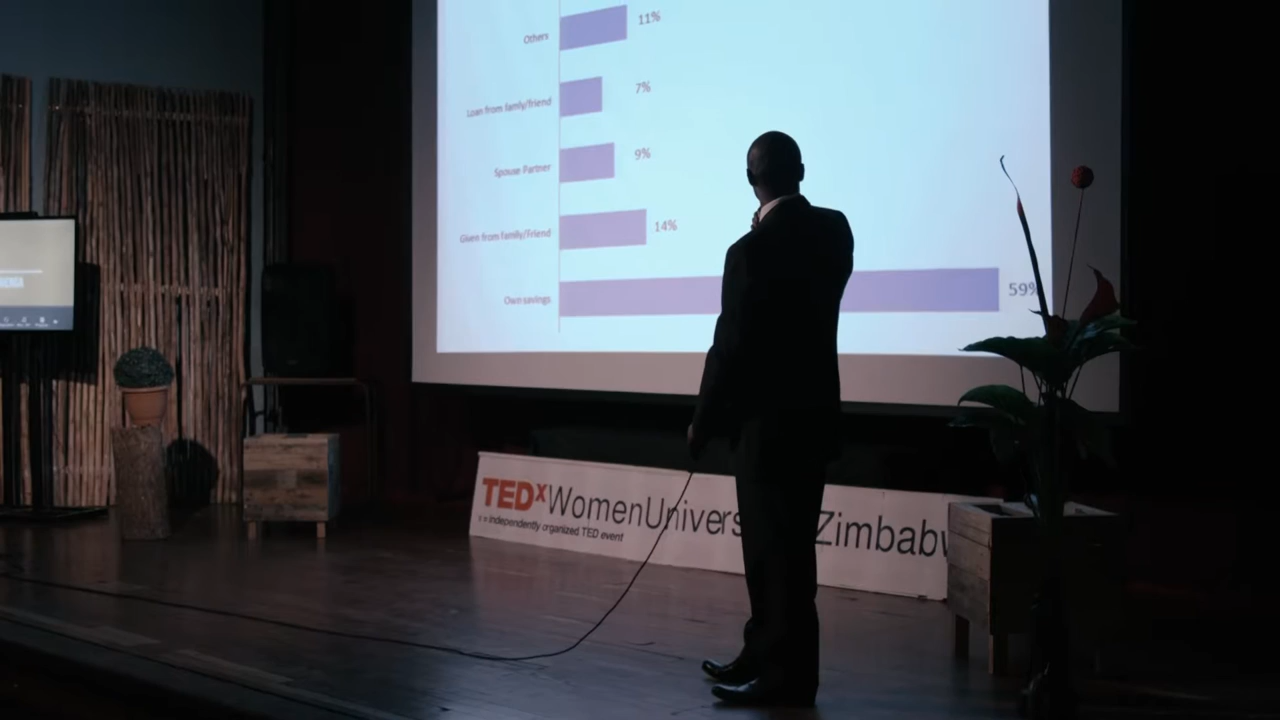 Others 11%
Loan from famly/friend 7%
Spouse Partner 9%
Given from family/Friend 14%
Own savings 59%
TEDxWomenUnivers Zimbab
x = independently organized TED event